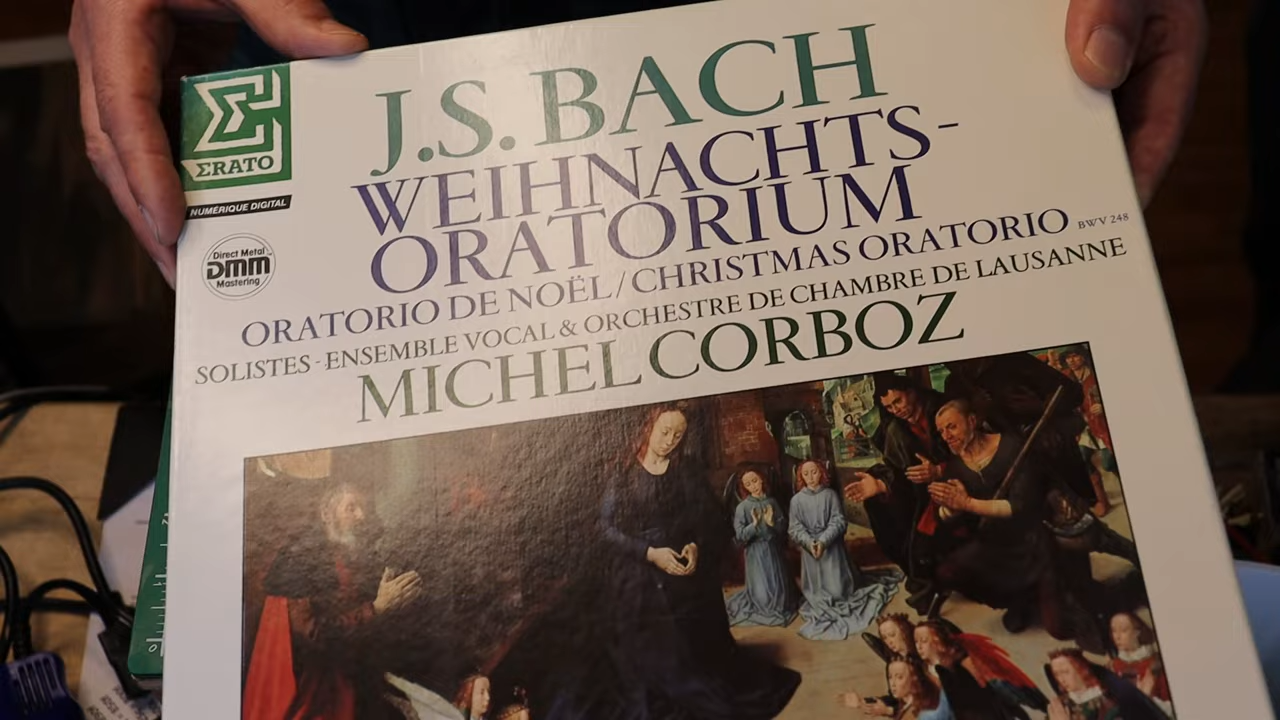 ERATO
NUMÉRIQUE DIGITAL
Direct Metal
DMM
Mastering
J.S. BACH
WEIHNACHTS-
ORATORIUM
ORATORIO DE NOËL / CHRISTMAS ORATORIO BWV 248
SOLISTES - ENSEMBLE VOCAL & ORCHESTRE DE CHAMBRE DE LAUSANNE
MICHEL CORBOZ